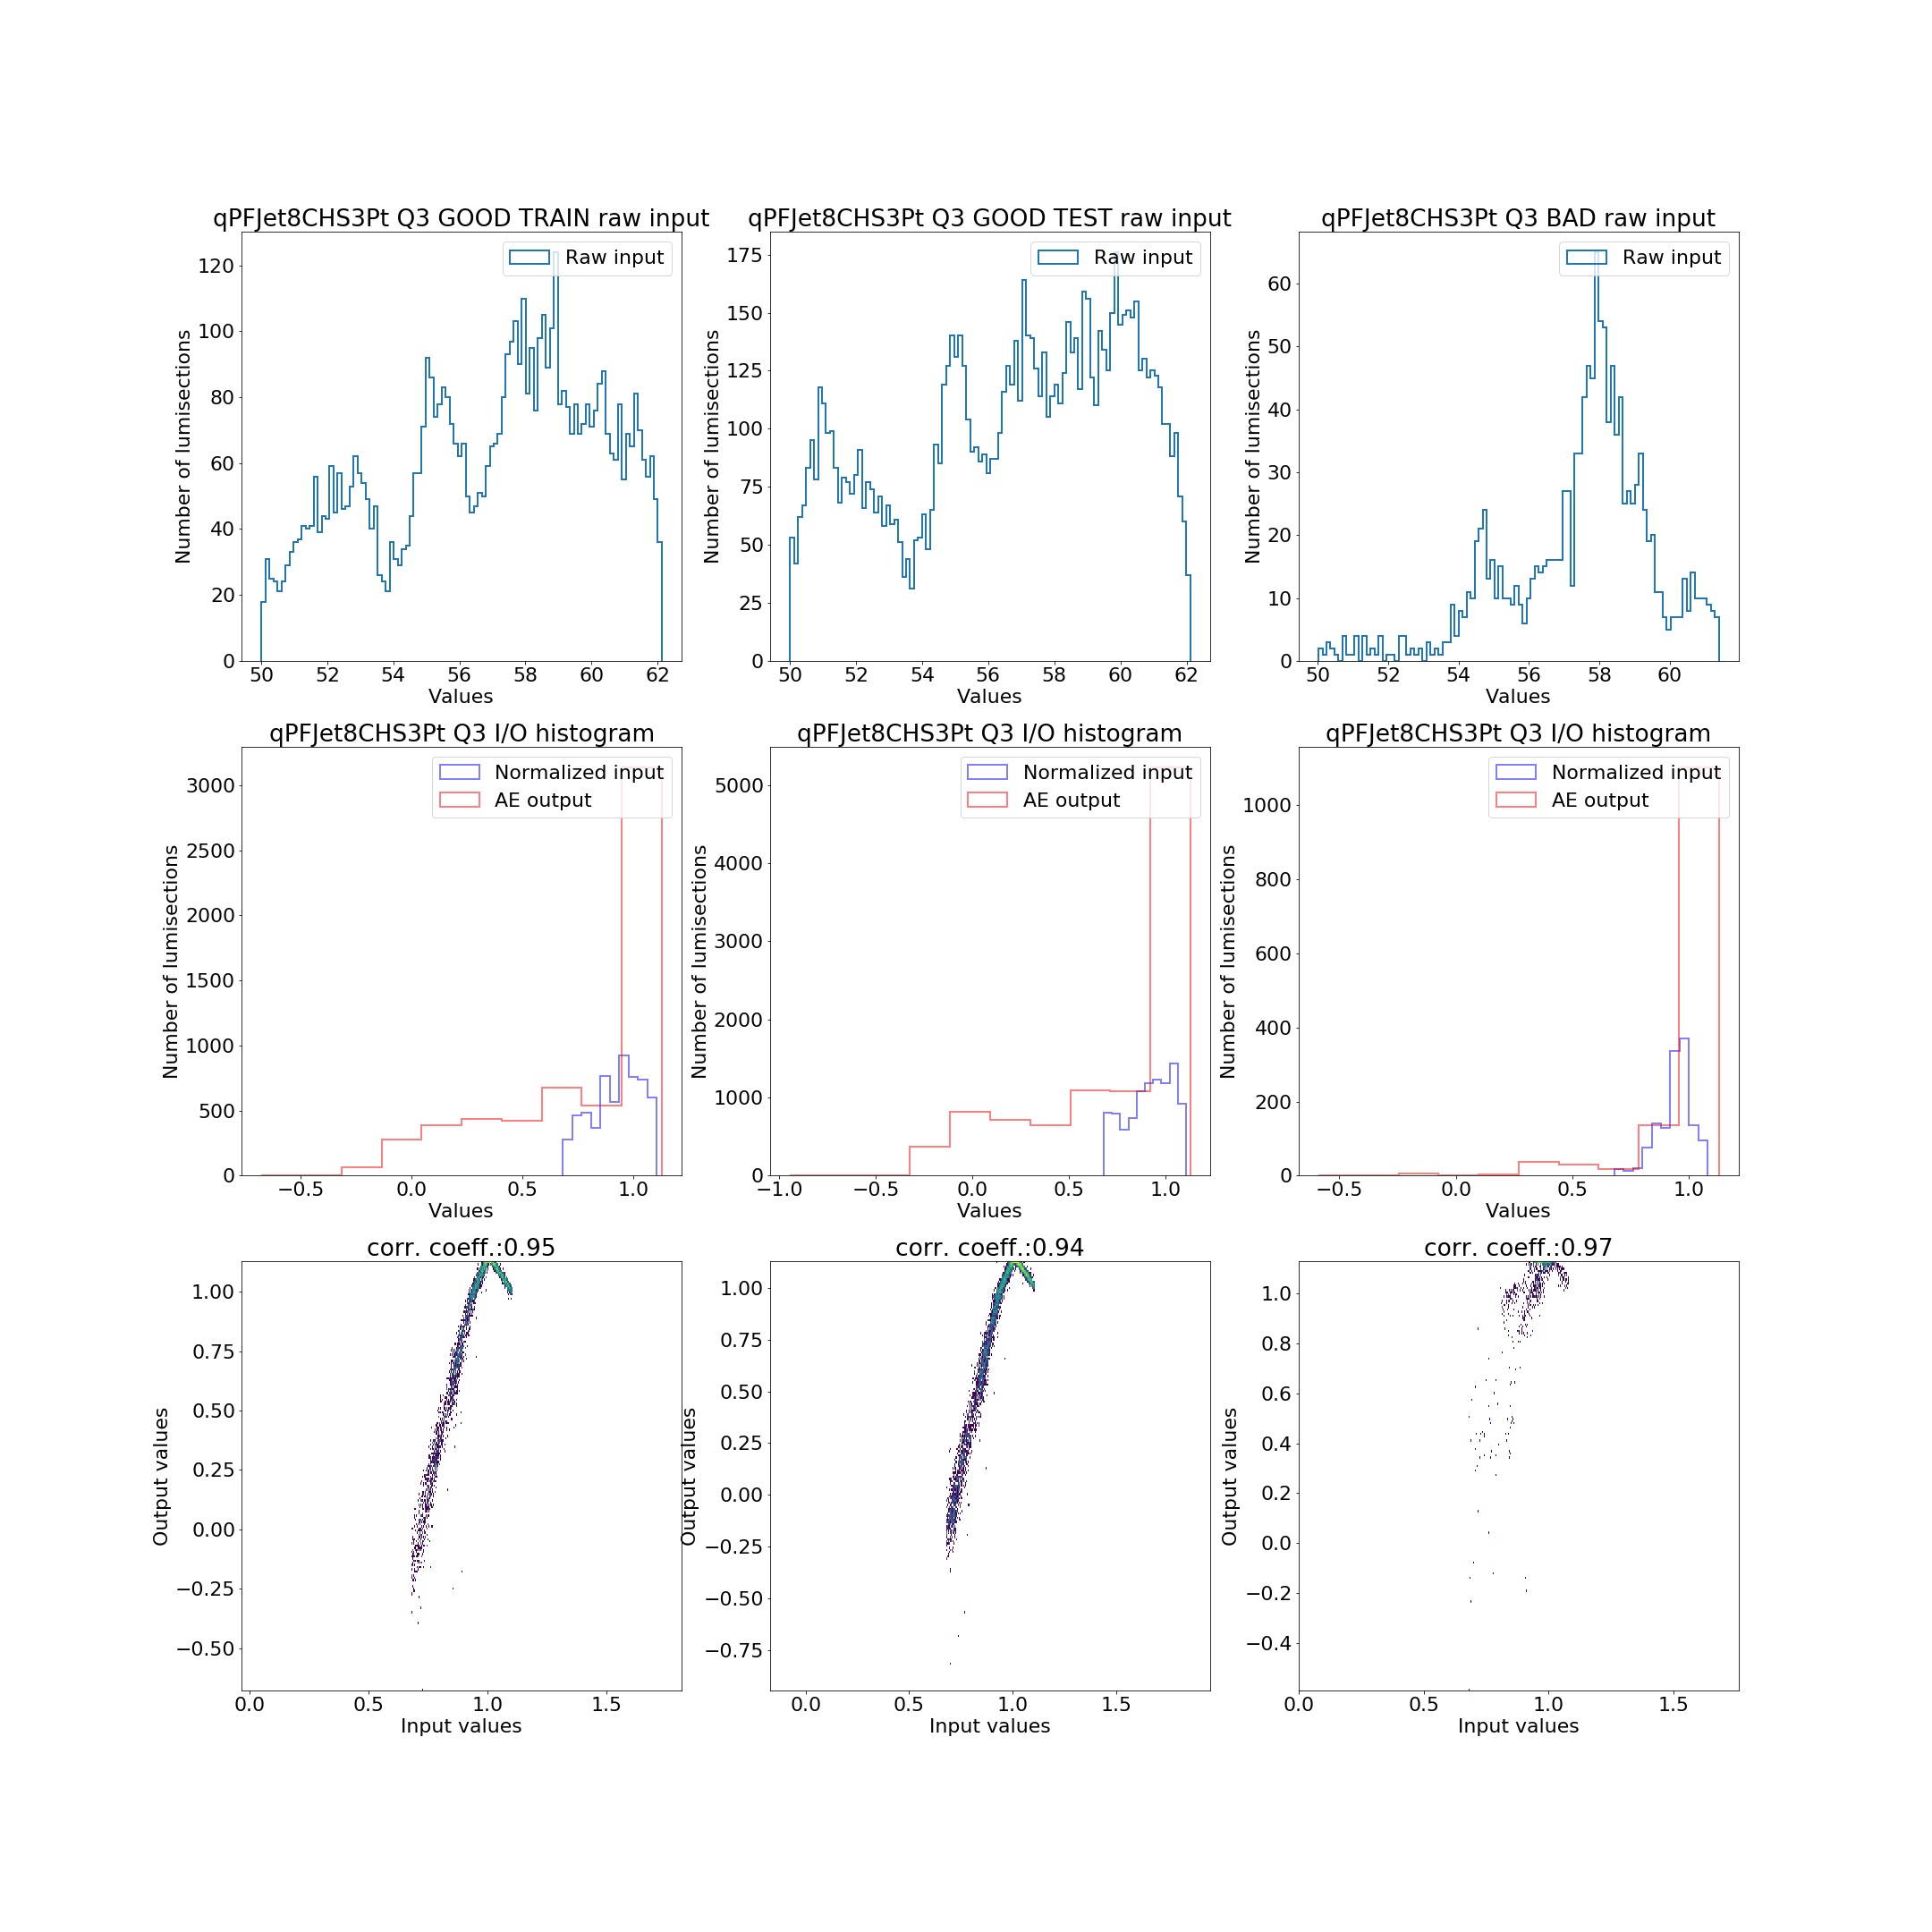 qPFJet8CHS3Pt Q3 GOOD TRAIN raw input
Raw input
120
100
80
60
40
20
0
Number of lumisections
50 52 54 56 58 60 62
Values
qPFJet8CHS3Pt Q3 GOOD TEST raw input
Raw input
175
150
125
100
75
50
25
0
Number of lumisections
50 52 54 56 58 60 62
Values
qPFJet8CHS3Pt Q3 BAD raw input
Raw input
60
50
40
30
20
10
0
Number of lumisections
50 52 54 56 58 60
Values
qPFJet8CHS3Pt Q3 I/O histogram
Normalized input
AE output
3000
2500
2000
1500
1000
500
0
Number of lumisections
−0.5 0.0 0.5 1.0
Values
qPFJet8CHS3Pt Q3 I/O histogram
Normalized input
AE output
5000
4000
3000
2000
1000
0
Number of lumisections
−1.0 −0.5 0.0 0.5 1.0
Values
qPFJet8CHS3Pt Q3 I/O histogram
Normalized input
AE output
1000
800
600
400
200
0
Number of lumisections
−0.5 0.0 0.5 1.0
Values
corr. coeff.:0.95
1.00
0.75
0.50
0.25
0.00
−0.25
−0.50
Output values
0.0 0.5 1.0 1.5
Input values
corr. coeff.:0.94
1.00
0.75
0.50
0.25
0.00
−0.25
−0.50
−0.75
Output values
0.0 0.5 1.0 1.5
Input values
corr. coeff.:0.97
1.0
0.8
0.6
0.4
0.2
0.0
−0.2
−0.4
Output values
0.0 0.5 1.0 1.5
Input values